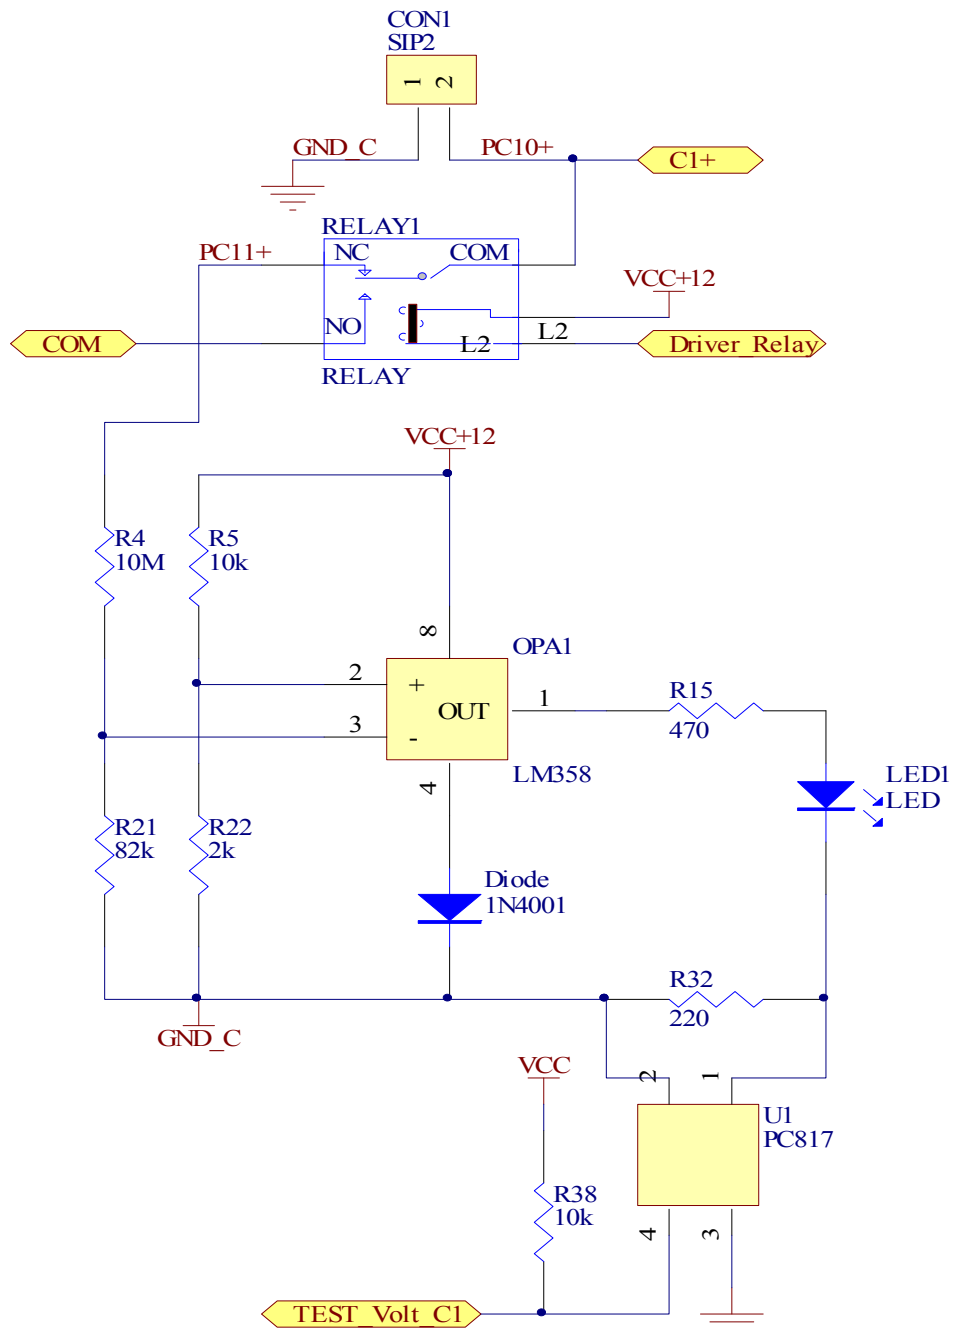 CON1
SIP2
1 2
GND_C
PC10+
C1+
RELAY1
PC11+
NC
COM
VCC+12
COM
NO
L2
L2
Driver_Relay
RELAY
VCC+12
R4
10M
R5
10k
8
OPA1
2
+
OUT
1
3
-
LM358
4
R15
470
LED1
LED
R21
82k
R22
2k
Diode
1N4001
R32
220
GND_C
VCC
2
1
U1
PC817
R38
10k
4
3
TEST_Volt_C1